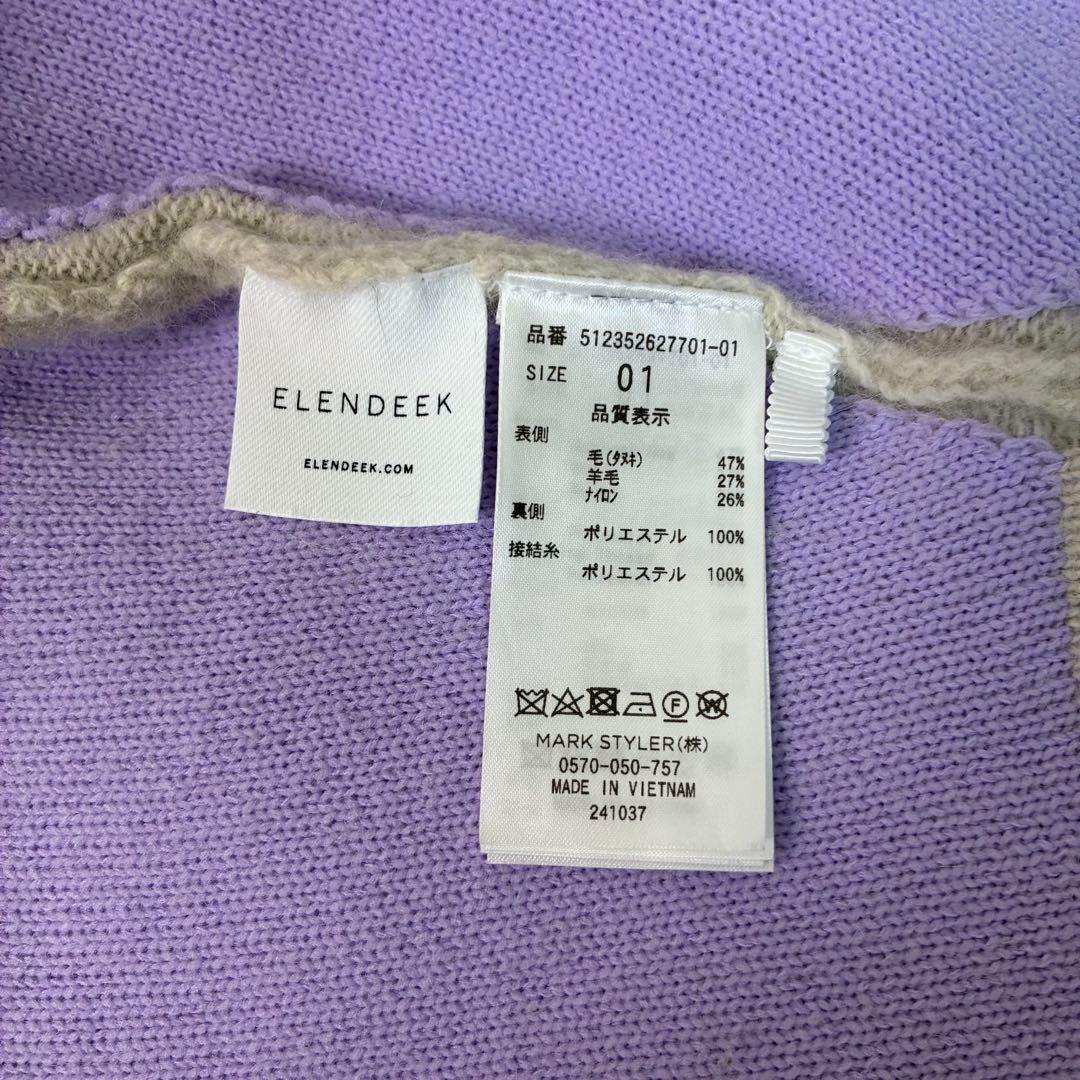 ELENDEEK
ELENDEEK.COM
品番 512352627701-01
SIZE 01
品質表示
表側
毛(タヌキ) 47%
羊毛 27%
ナイロン 26%
裏側
ポリエステル 100%
接結糸
ポリエステル 100%
F W
MARK STYLER(株)
0570-050-757
MADE IN VIETNAM
241037